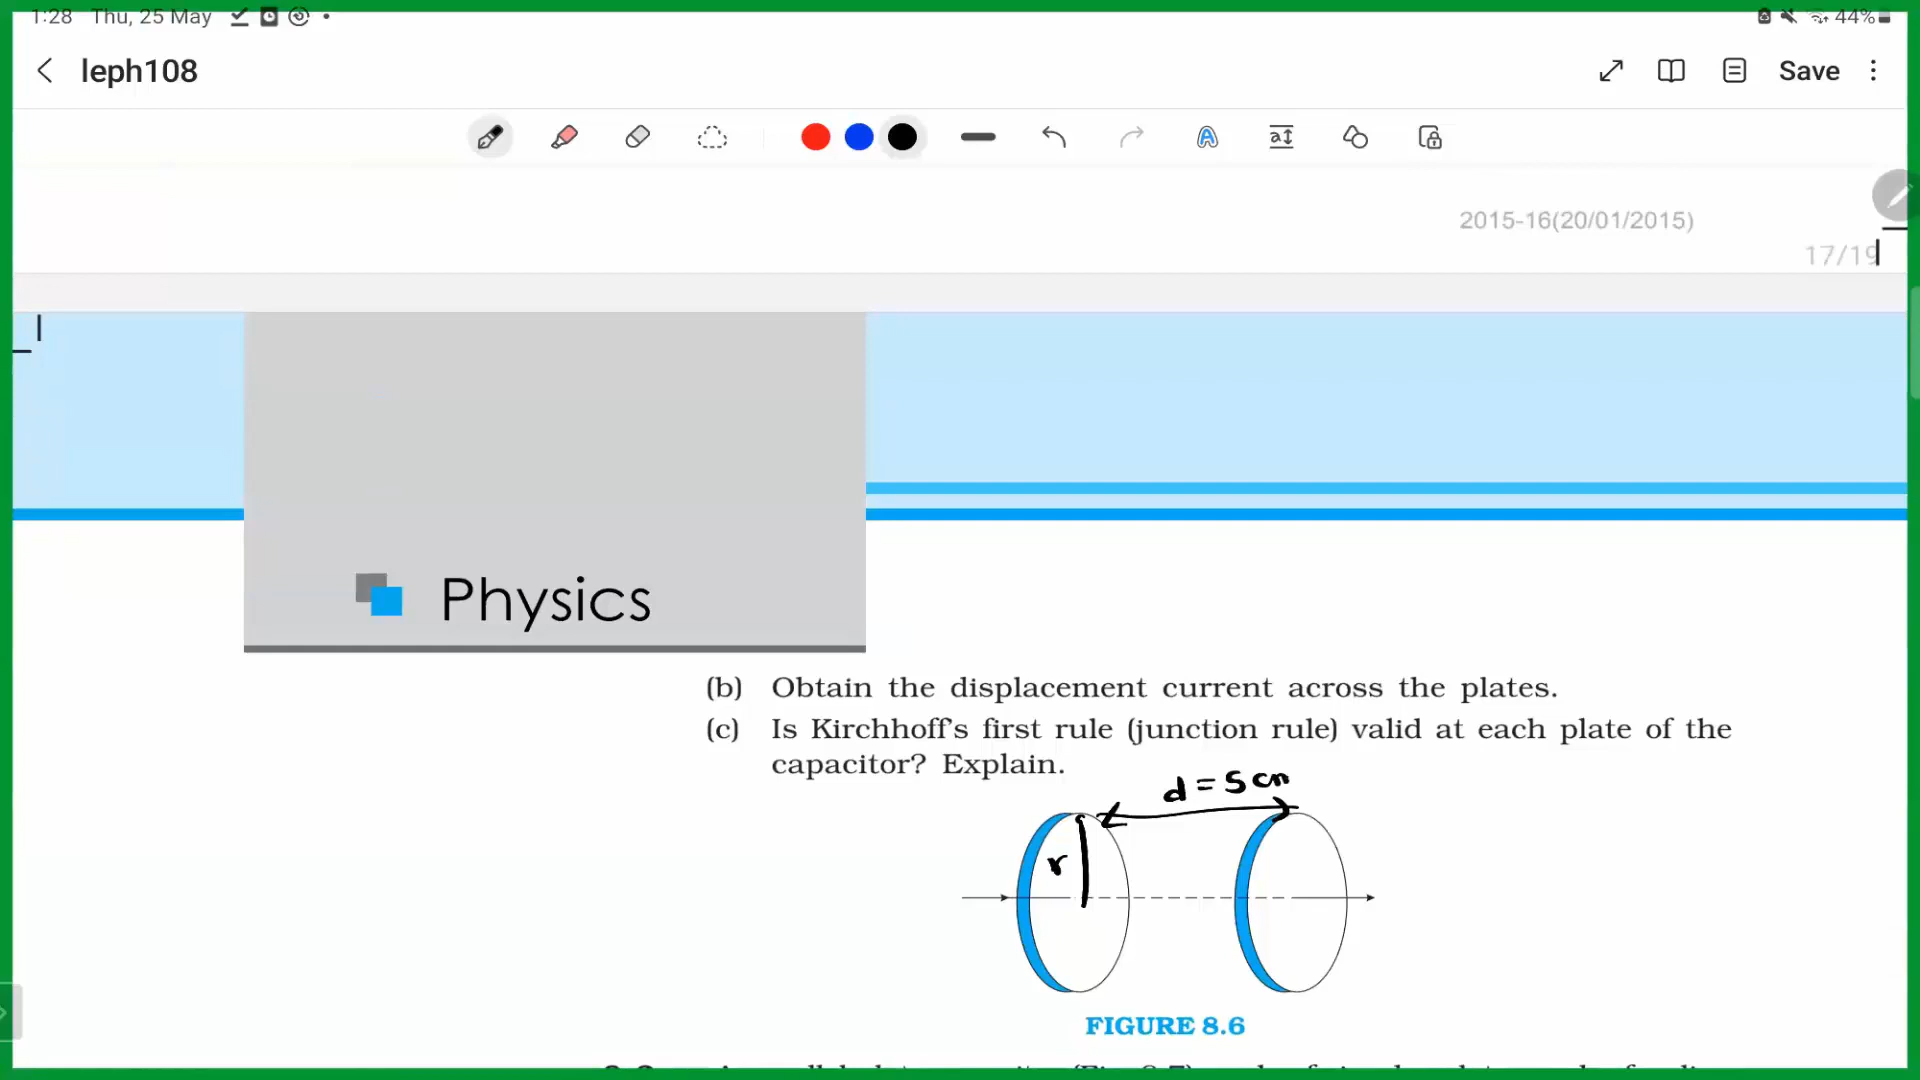 1:28 Thu, 25 May
44%
leph108
Save
2015-16(20/01/2015)
17/19
Physics
(b) Obtain the displacement current across the plates.
(c) Is Kirchhoff's first rule (junction rule) valid at each plate of the
capacitor? Explain.
d = 5 cm
r
FIGURE 8.6